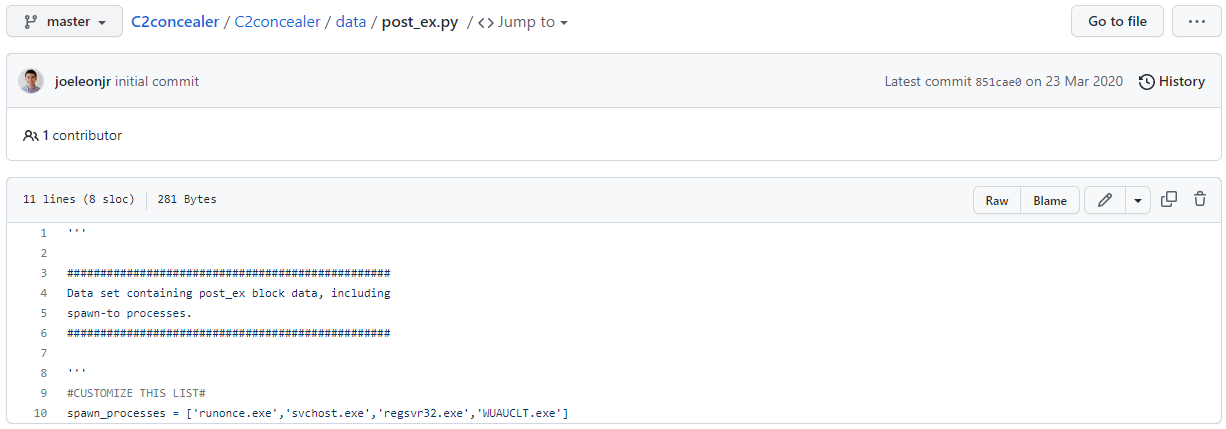 master C2concealer / C2concealer / data / post_ex.py / <> Jump to Go to file ...
joeleonjr initial commit Latest commit 851cae0 on 23 Mar 2020 History
1 contributor
11 lines (8 sloc) 281 Bytes Raw Blame
1 '''
2
3 #################################################
4 Data set containing post_ex block data, including
5 spawn-to processes.
6 #################################################
7
8 '''
9 #CUSTOMIZE THIS LIST#
10 spawn_processes = ['runonce.exe','svchost.exe','regsvr32.exe','WUAUCLT.exe']